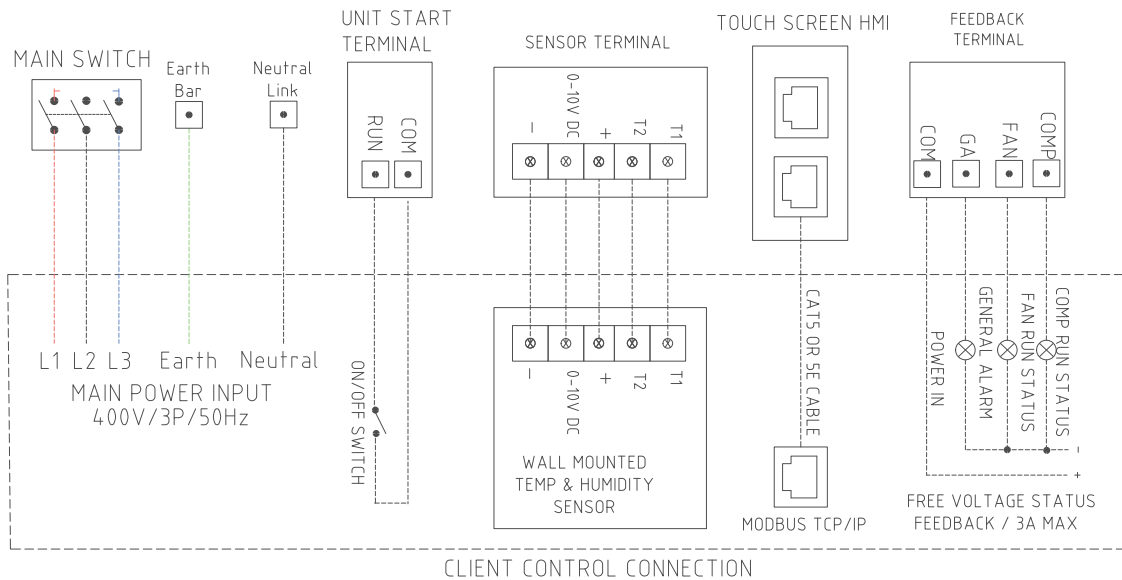 MAIN SWITCH
Earth
Bar
Neutral
Link
UNIT START
TERMINAL
RUN
COM
SENSOR TERMINAL
-
0-10V DC
+
T2
T1
TOUCH SCREEN HMI
FEEDBACK
TERMINAL
COM
GA
FAN
COMP
L1
L2
L3
Earth
Neutral
MAIN POWER INPUT
400V/3P/50Hz
ON/OFF SWITCH
-
0-10V DC
+
T2
T1
WALL MOUNTED
TEMP & HUMIDITY
SENSOR
CAT5 OR 5E CABLE
MODBUS TCP/IP
POWER IN
GENERAL ALARM
FAN RUN STATUS
COMP RUN STATUS
-
+
FREE VOLTAGE STATUS
FEEDBACK / 3A MAX
CLIENT CONTROL CONNECTION